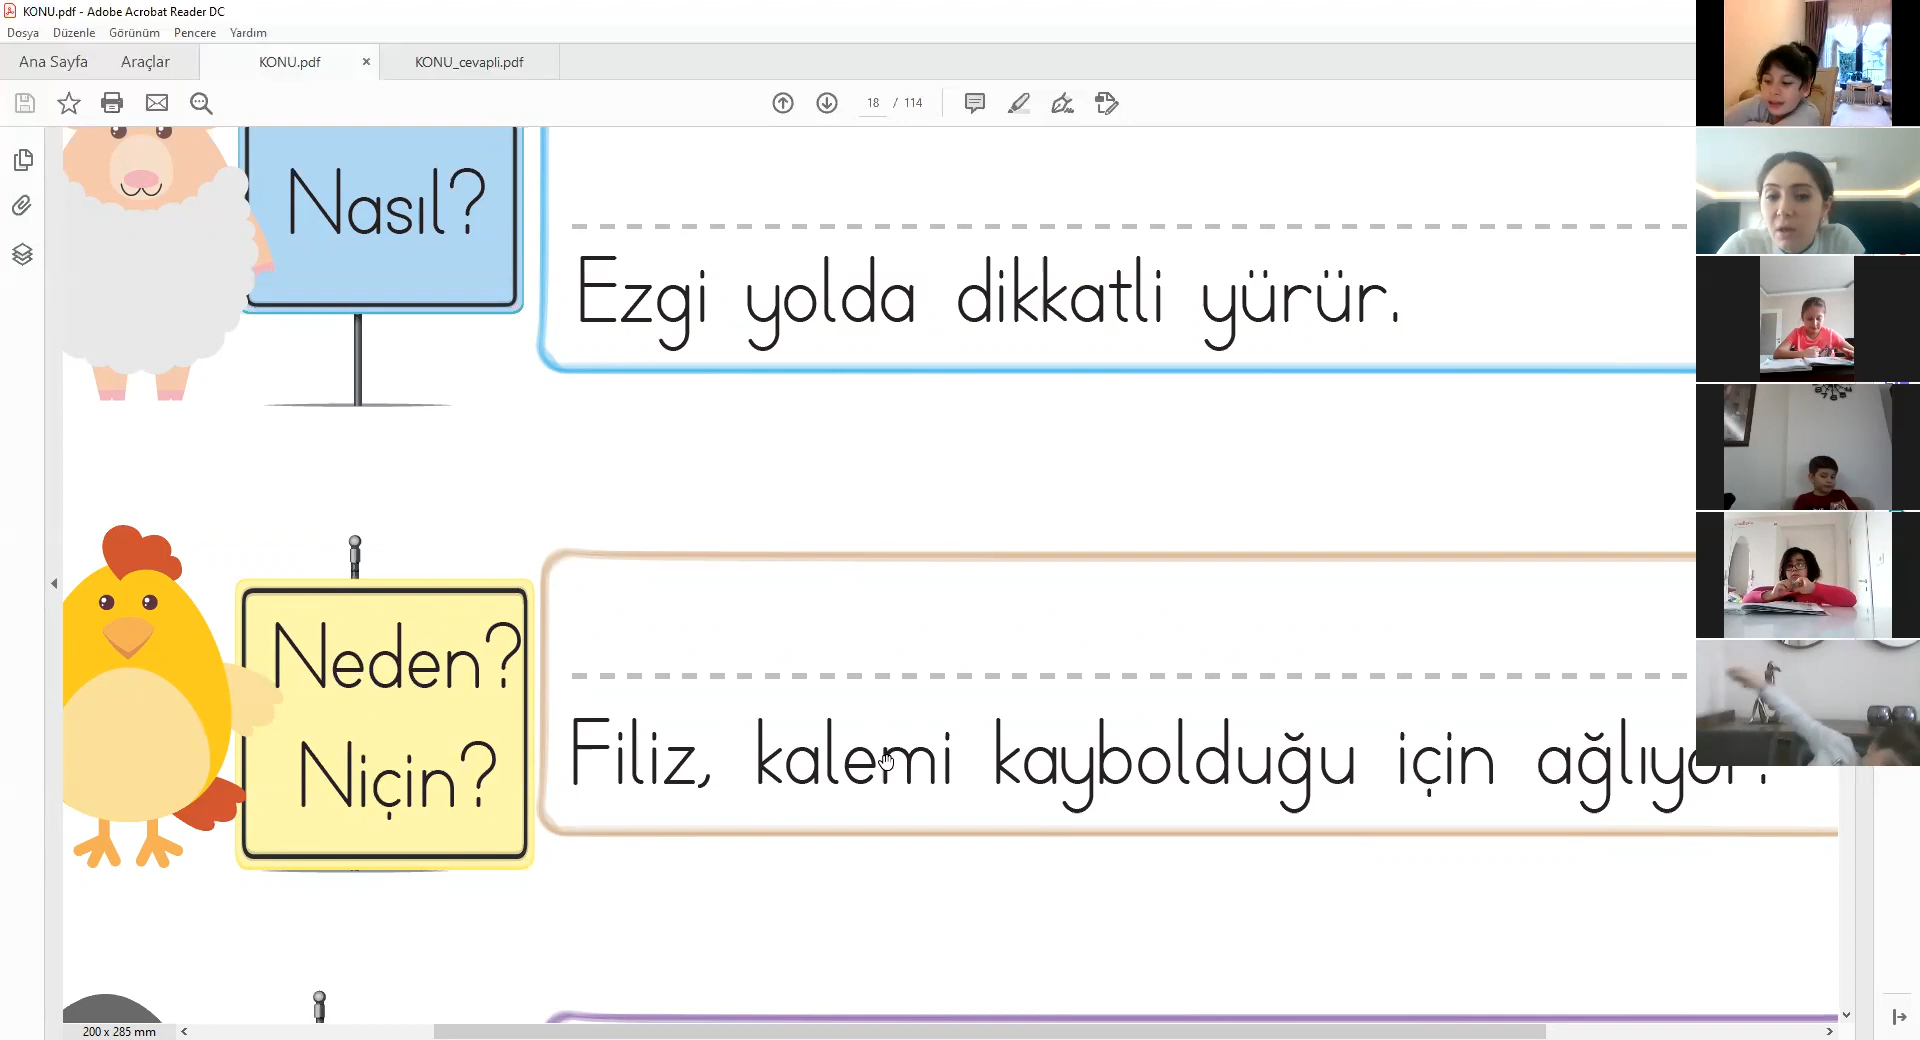 KONU.pdf - Adobe Acrobat Reader DC
Dosya Düzenle Görünüm Pencere Yardım
Ana Sayfa Araçlar KONU.pdf × KONU_cevapli.pdf
18 / 114
Nasıl?
Ezgi yolda dikkatli yürür.
Neden?
Niçin?
Filiz, kalemi kaybolduğu için ağlıyor.
200 x 285 mm